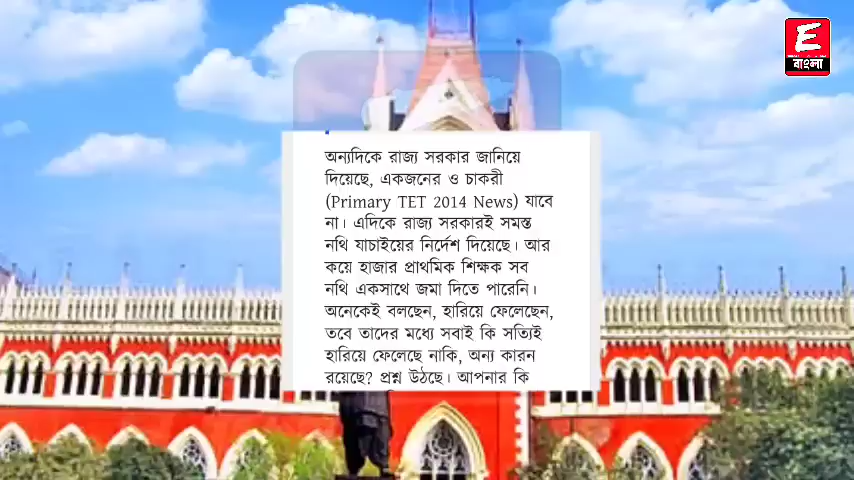 E
বাংলা
অন্যদিকে রাজ্য সরকার জানিয়ে
দিয়েছে, একজনের ও চাকরী
(Primary TET 2014 News) যাবে
না। এদিকে রাজ্য সরকারই সমস্ত
নথি যাচাইয়ের নির্দেশ দিয়েছে। আর
কয়ে হাজার প্রাথমিক শিক্ষক সব
নথি একসাথে জমা দিতে পারেনি।
অনেকেই বলছেন, হারিয়ে ফেলেছেন,
তবে তাদের মধ্যে সবাই কি সত্যিই
হারিয়ে ফেলেছে নাকি, অন্য কারন
রয়েছে? প্রশ্ন উঠছে। আপনার কি